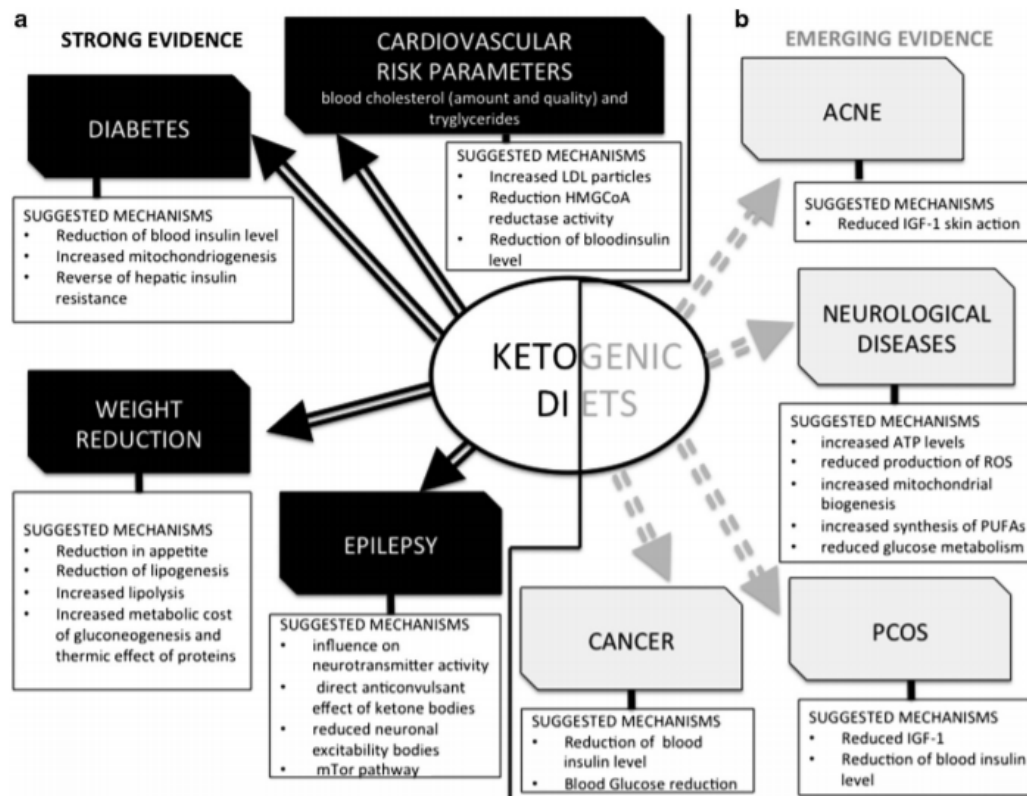 a
STRONG EVIDENCE
CARDIOVASCULAR
RISK PARAMETERS
blood cholesterol (amount and quality) and
tryglycerides
SUGGESTED MECHANISMS
• Increased LDL particles
• Reduction HMGCoA
reductase activity
• Reduction of bloodinsulin
level
DIABETES
SUGGESTED MECHANISMS
• Reduction of blood insulin level
• Increased mitochondriogenesis
• Reverse of hepatic insulin
resistance
KETOGENIC
DIETS
WEIGHT
REDUCTION
SUGGESTED MECHANISMS
• Reduction in appetite
• Reduction of lipogenesis
• Increased lipolysis
• Increased metabolic cost
of gluconeogenesis and
thermic effect of proteins
EPILEPSY
SUGGESTED MECHANISMS
• influence on
neurotransmitter activity
• direct anticonvulsant
effect of ketone bodies
• reduced neuronal
excitability bodies
• mTor pathway
b
EMERGING EVIDENCE
ACNE
SUGGESTED MECHANISMS
• Reduced IGF-1 skin action
NEUROLOGICAL
DISEASES
SUGGESTED MECHANISMS
• increased ATP levels
• reduced production of ROS
• increased mitochondrial
biogenesis
• increased synthesis of PUFAs
• reduced glucose metabolism
CANCER
SUGGESTED MECHANISMS
• Reduction of blood
insulin level
• Blood Glucose reduction
PCOS
SUGGESTED MECHANISMS
• Reduced IGF-1
• Reduction of blood insulin
level